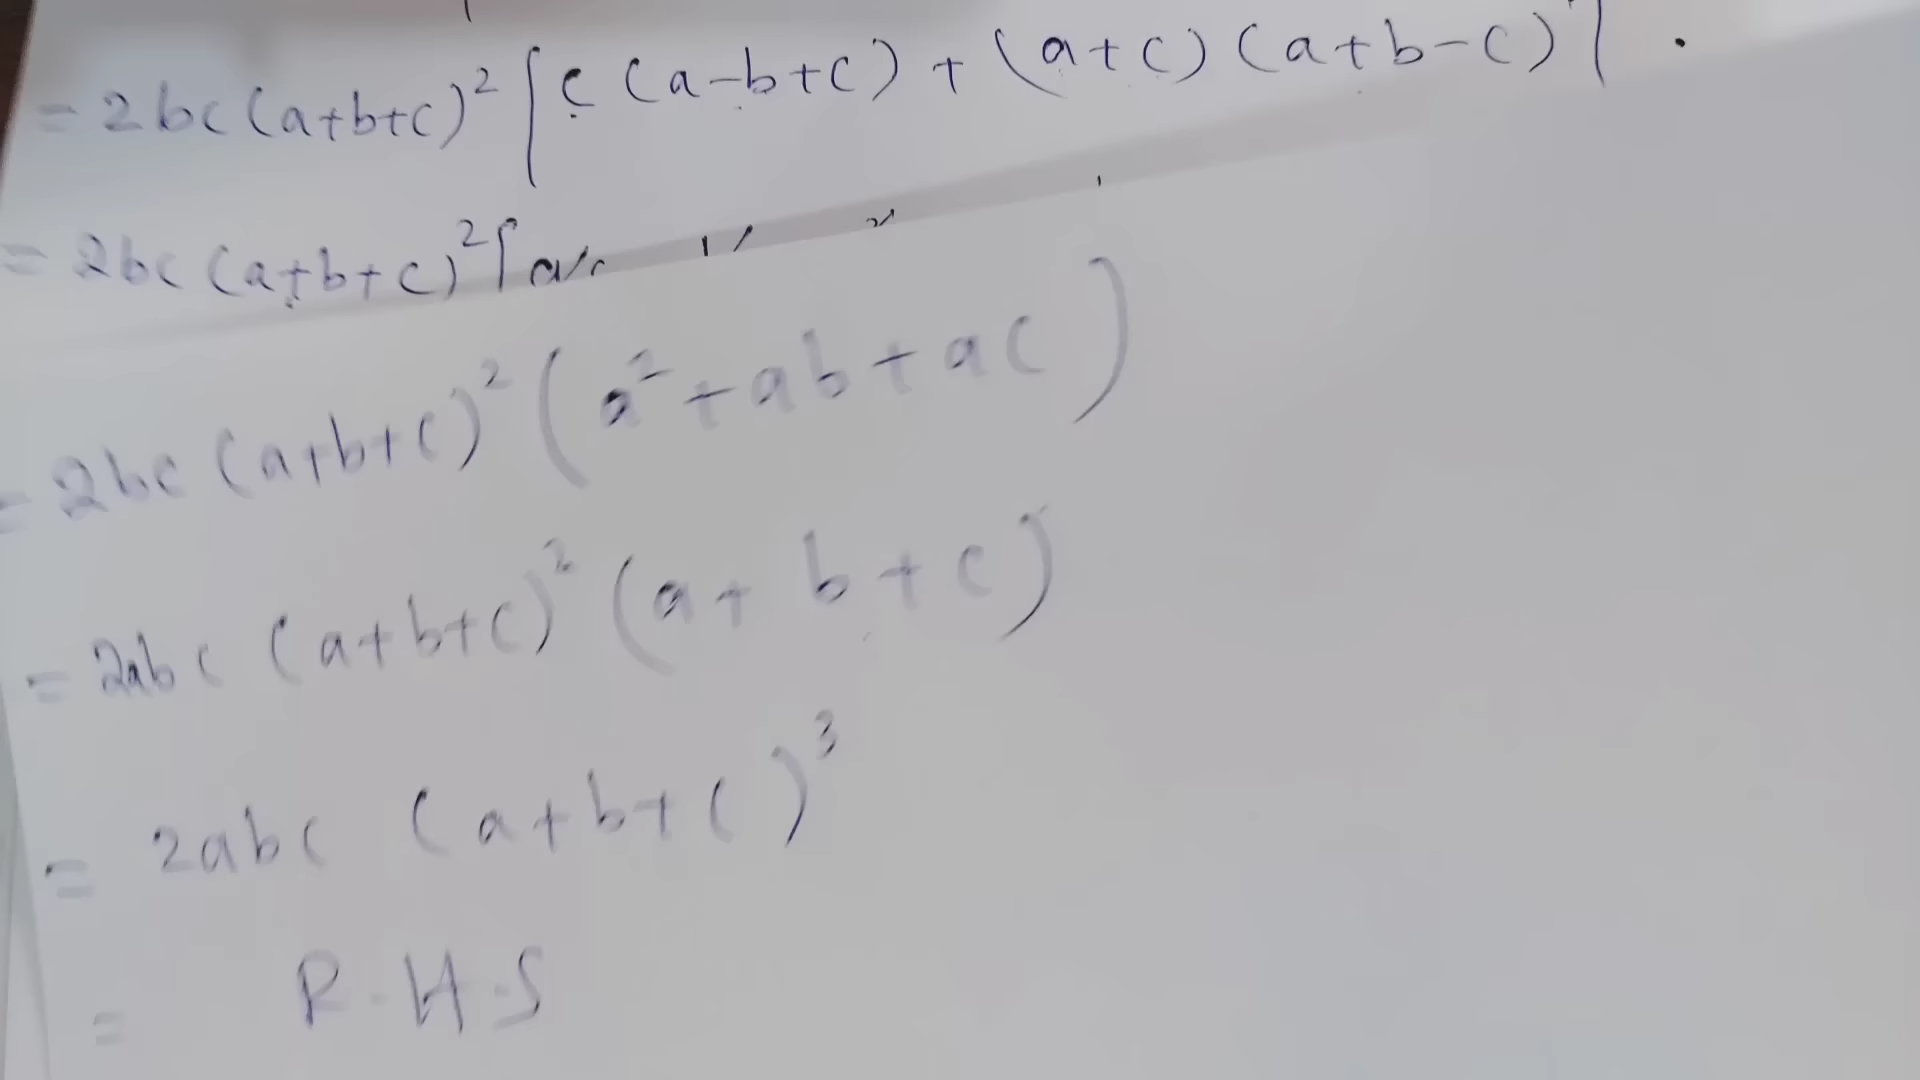 = 2bc (a+b+c)² [c (a-b+c) + (a+c) (a+b-c)]
= 2bc (a+b+c)² [
= 2bc (a+b+c)² (a² + ab + ac)
= 2abc (a+b+c)² (a + b + c)
= 2abc (a+b+c)³
= R.H.S